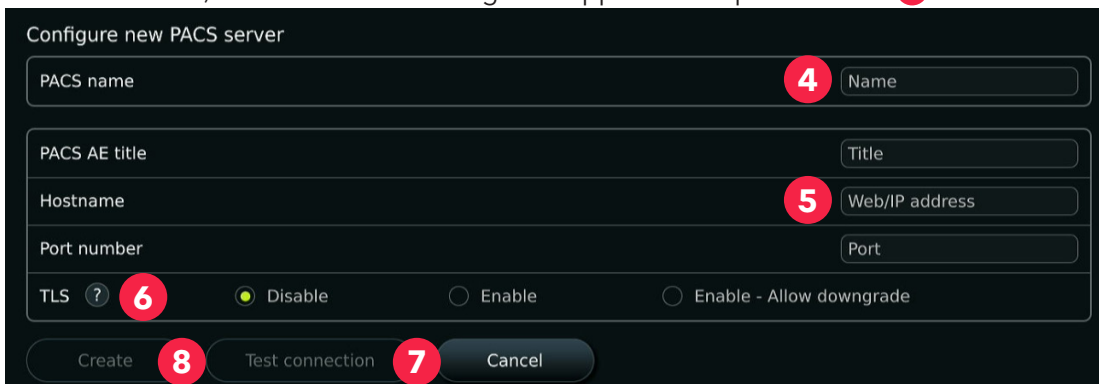 Configure new PACS server
PACS name 4 Name
PACS AE title Title
Hostname 5 Web/IP address
Port number Port
TLS ? 6 Disable Enable Enable - Allow downgrade
Create 8 Test connection 7 Cancel